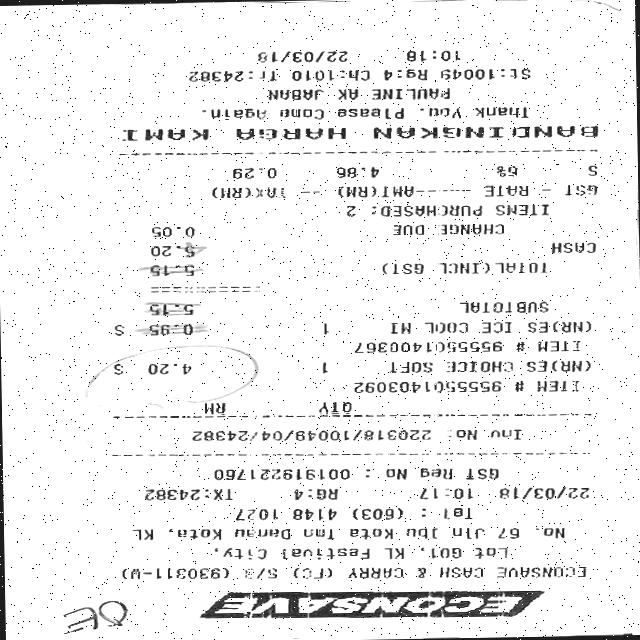 ECONSAVE
ECONSAVE CASH & CARRY (FC) S/B (930311-W)
Lot G01, KL Festival City,
No. 67 Jln Ibu Kota Tmn Danau Kota, KL
Tel : (603) 4148 1027
22/03/18 10:17 RG:4 TX:24382
GST Reg No : 001919221760
Inv No: 220318/10049/04/24382
QTY RM
ITEM # 9555501403092
(NR)ES CHOICE SOFT 1 4.20 S
ITEM # 9555501400367
(NR)ES ICE COOL MI 1 0.95 S
SUBTOTAL 5.15
TOTAL(INCL GST) 5.15
CASH 5.20
CHANGE DUE 0.05
ITEMS PURCHASED: 2
GST - RATE ------AMT(RM) -- TAX(RM)
S 6% 4.86 0.29
BANDINGKAN HARGA KAMI
Thank You. Please Come Again.
PAULINE AK JABAN
St:10049 Rg:4 Ch:1010 Tr:24382
10:18 22/03/18